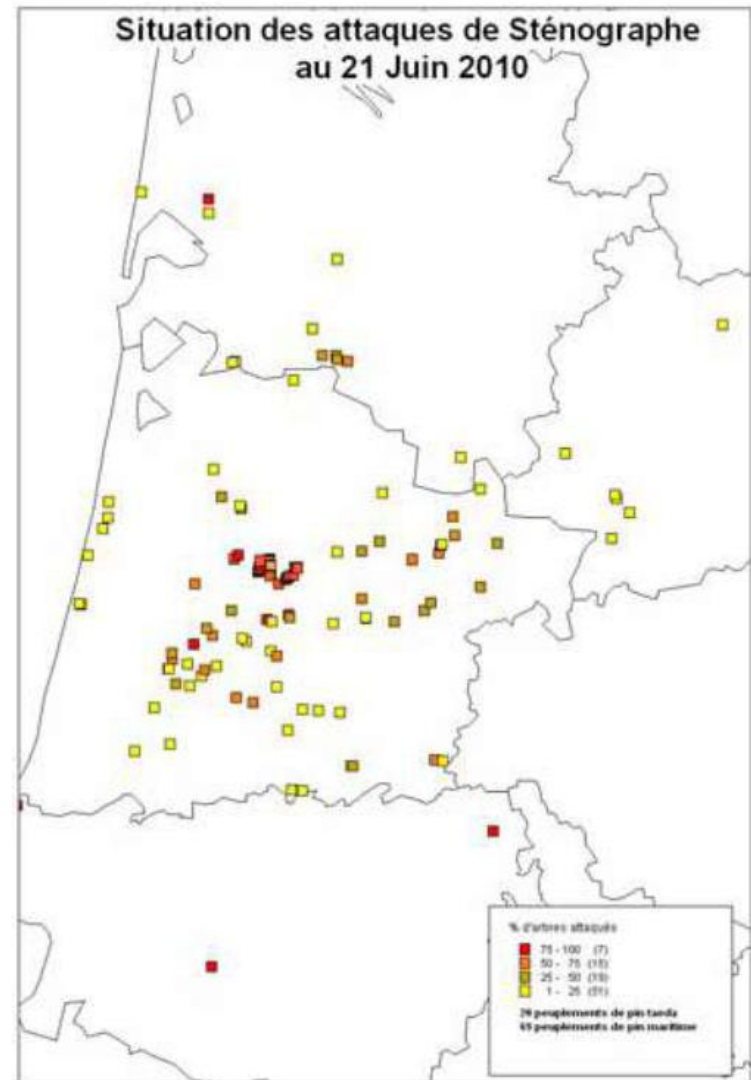 Situation des attaques de Sténographe
au 21 Juin 2010
% d'arbres attaqués
75 - 100 (7)
50 - 75 (15)
25 - 50 (19)
1 - 25 (51)
peuplements de pin taeda
peuplements de pin maritime